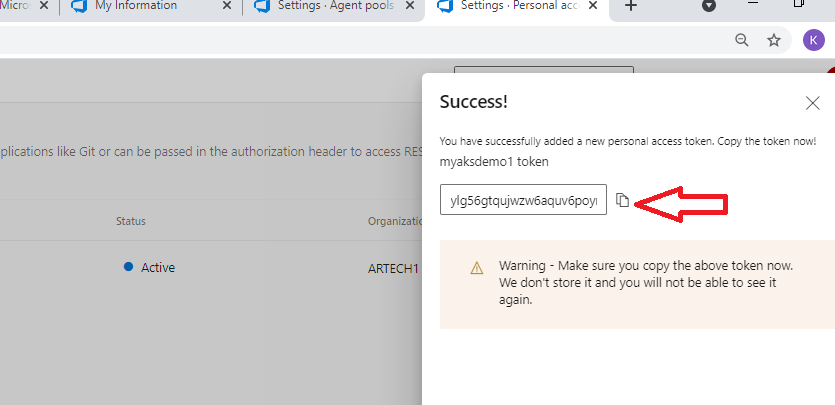 Micro
My Information
Settings · Agent pools
Settings · Personal acc
K
Success!
You have successfully added a new personal access token. Copy the token now!
plications like Git or can be passed in the authorization header to access RES
myaksdemo1 token
ylg56gtqujwzw6aquv6poy
Status
Organizatio
Active
ARTECH1
Warning - Make sure you copy the above token now.
We don't store it and you will not be able to see it
again.